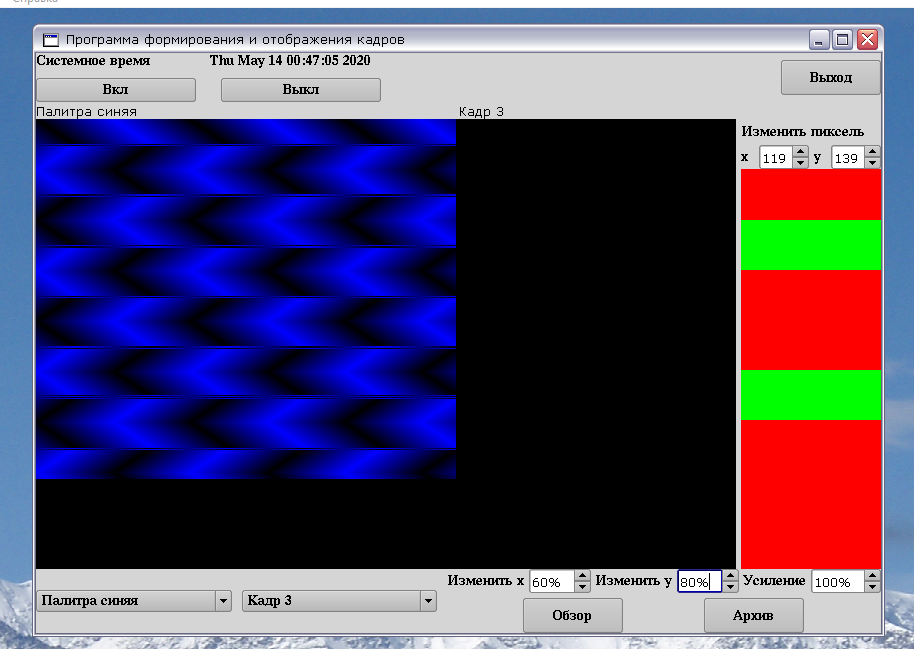 Справка
Программа формирования и отображения кадров
Системное время Thu May 14 00:47:05 2020
Вкл Выкл Выход
Палитра синяя Кадр 3
Изменить пиксель
x 119 y 139
Изменить x 60% Изменить y 80% Усиление 100%
Палитра синяя Кадр 3
Обзор Архив